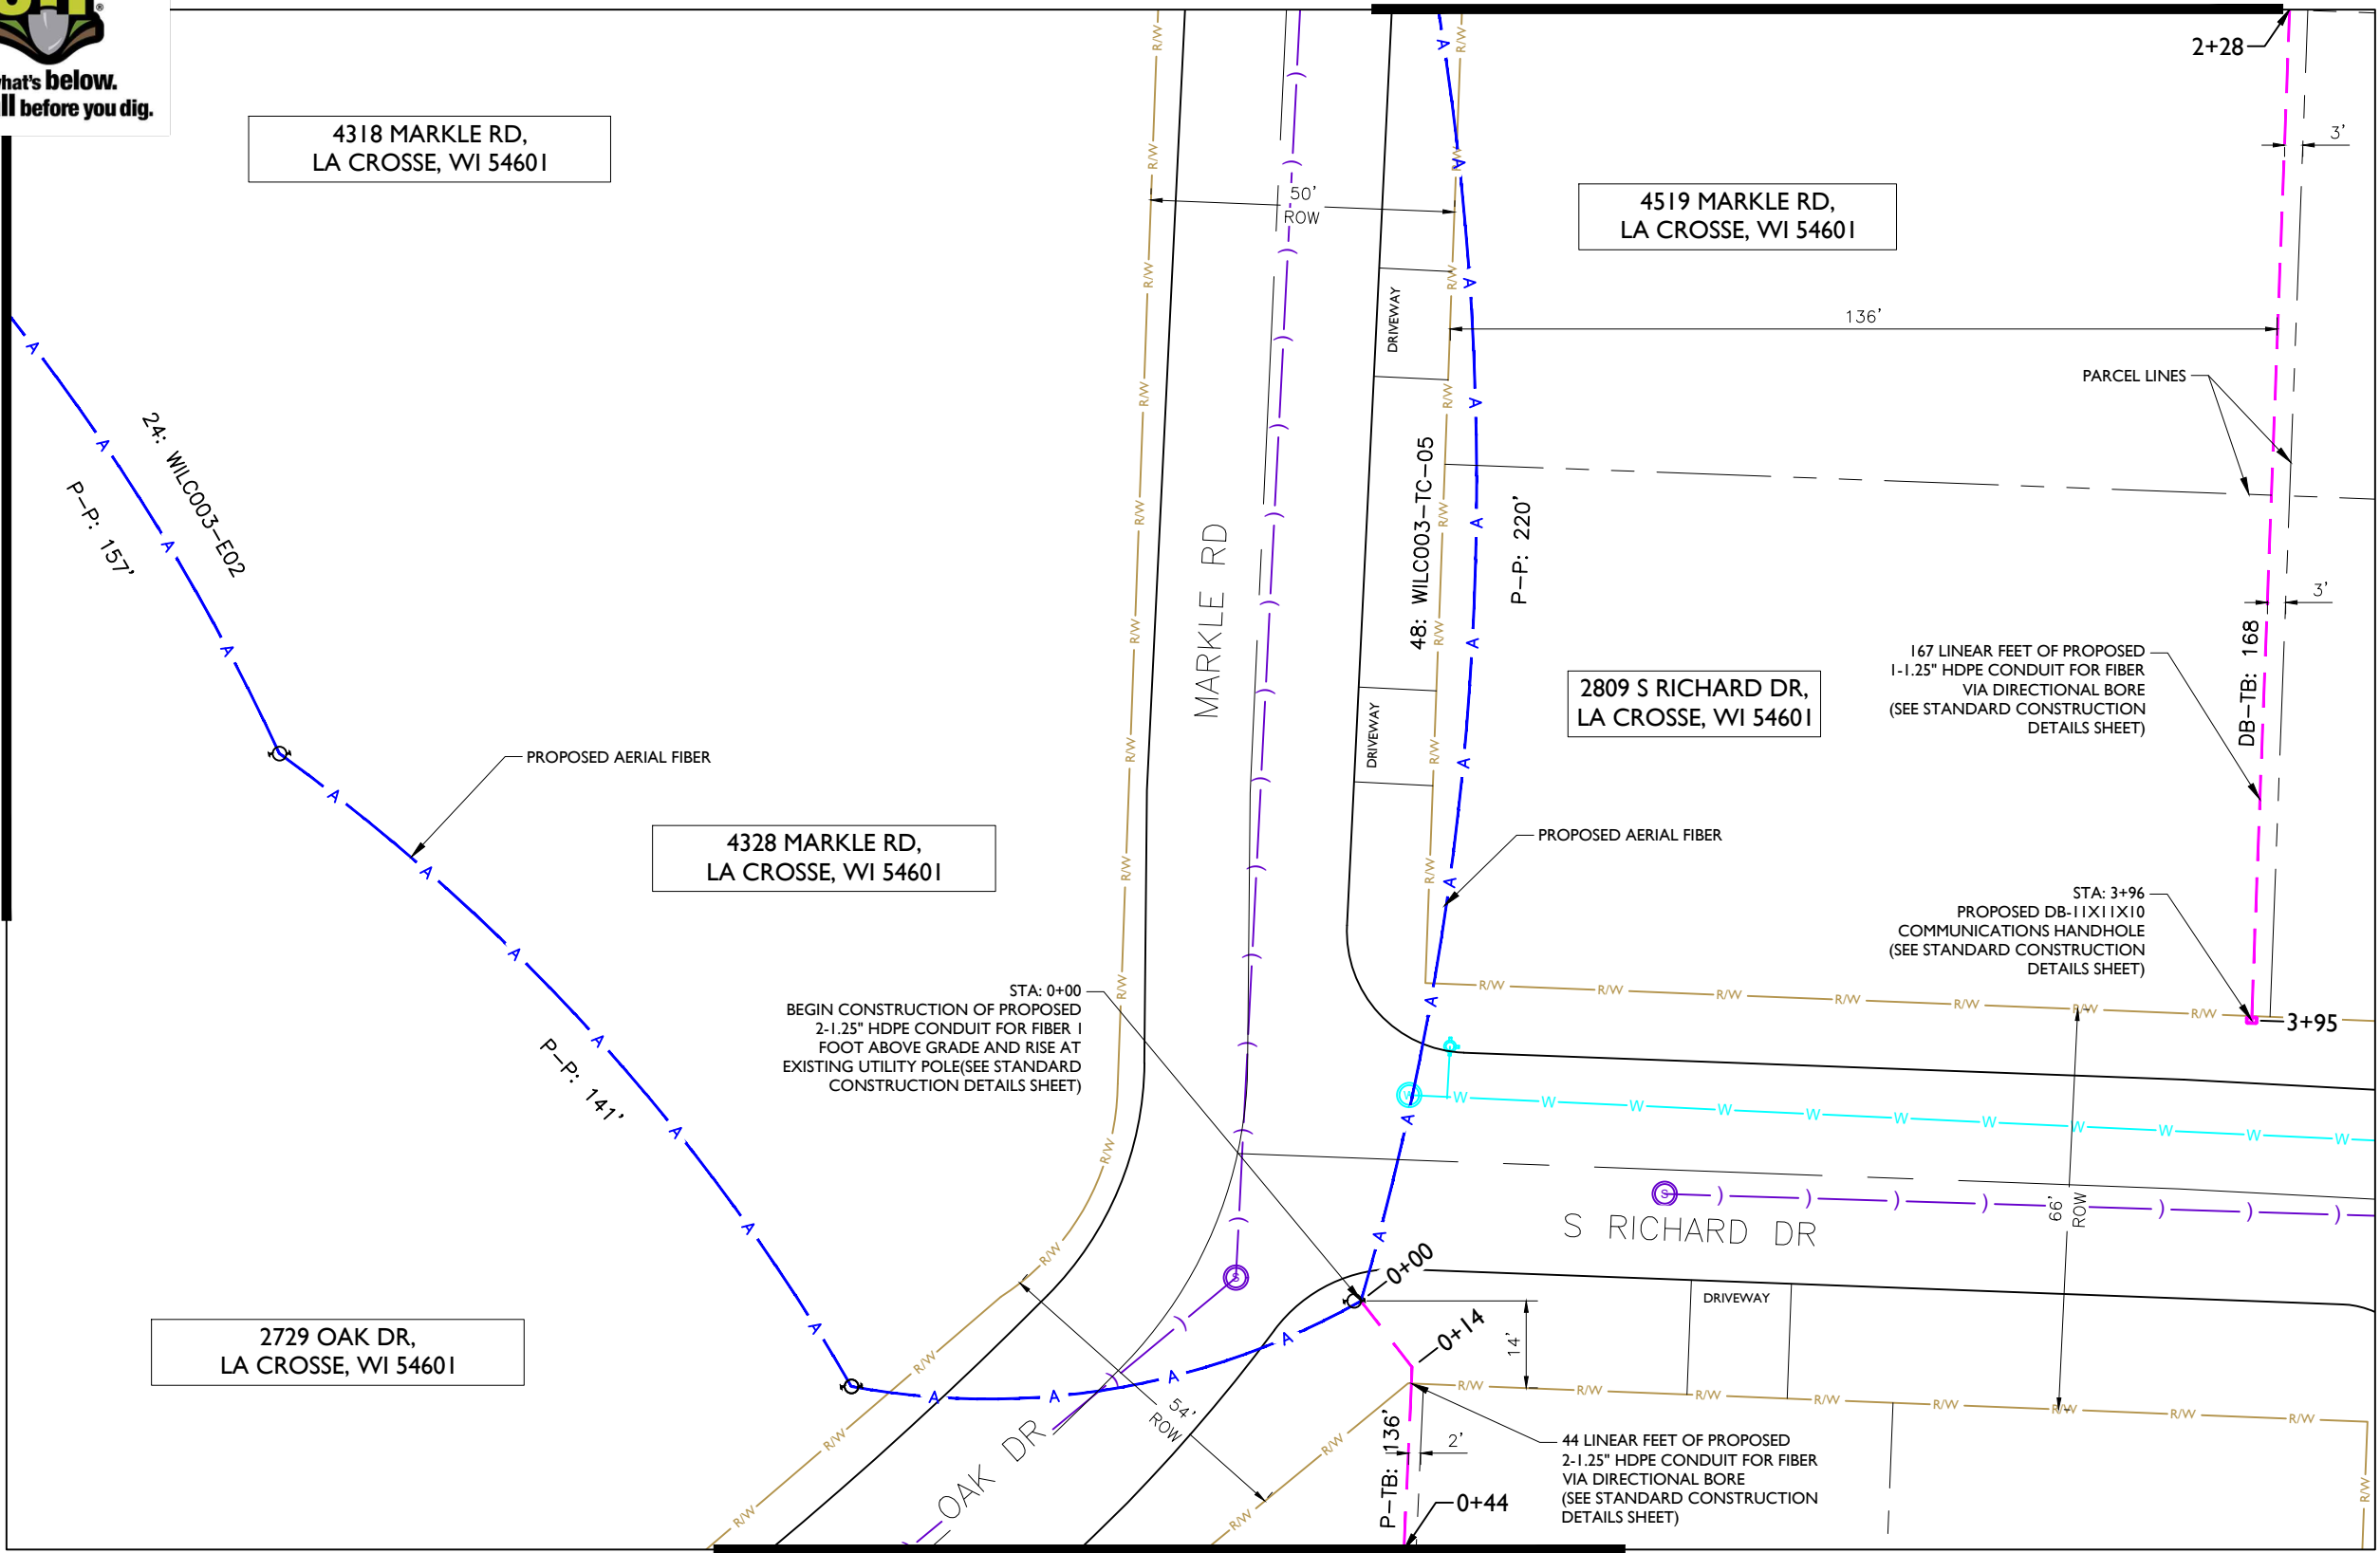 what's below.
before you dig.
4318 MARKLE RD,
LA CROSSE, WI 54601
50'
ROW
4519 MARKLE RD,
LA CROSSE, WI 54601
2+28
3'
136'
PARCEL LINES
DRIVEWAY
24: WILC003-E02
P-P: 157'
48: WILC003-TC-05
P-P: 220'
MARKLE RD
3'
DB-TB: 168
167 LINEAR FEET OF PROPOSED
1-1.25" HDPE CONDUIT FOR FIBER
VIA DIRECTIONAL BORE
(SEE STANDARD CONSTRUCTION
DETAILS SHEET)
2809 S RICHARD DR,
LA CROSSE, WI 54601
DRIVEWAY
PROPOSED AERIAL FIBER
PROPOSED AERIAL FIBER
4328 MARKLE RD,
LA CROSSE, WI 54601
STA: 3+96
PROPOSED DB-11X11X10
COMMUNICATIONS HANDHOLE
(SEE STANDARD CONSTRUCTION
DETAILS SHEET)
3+95
STA: 0+00
BEGIN CONSTRUCTION OF PROPOSED
2-1.25" HDPE CONDUIT FOR FIBER 1
FOOT ABOVE GRADE AND RISE AT
EXISTING UTILITY POLE(SEE STANDARD
CONSTRUCTION DETAILS SHEET)
P-P: 141'
S RICHARD DR
66'
ROW
0+00
0+14
14'
DRIVEWAY
2729 OAK DR,
LA CROSSE, WI 54601
54'
ROW
OAK DR
P-TB: 136'
2'
0+44
44 LINEAR FEET OF PROPOSED
2-1.25" HDPE CONDUIT FOR FIBER
VIA DIRECTIONAL BORE
(SEE STANDARD CONSTRUCTION
DETAILS SHEET)